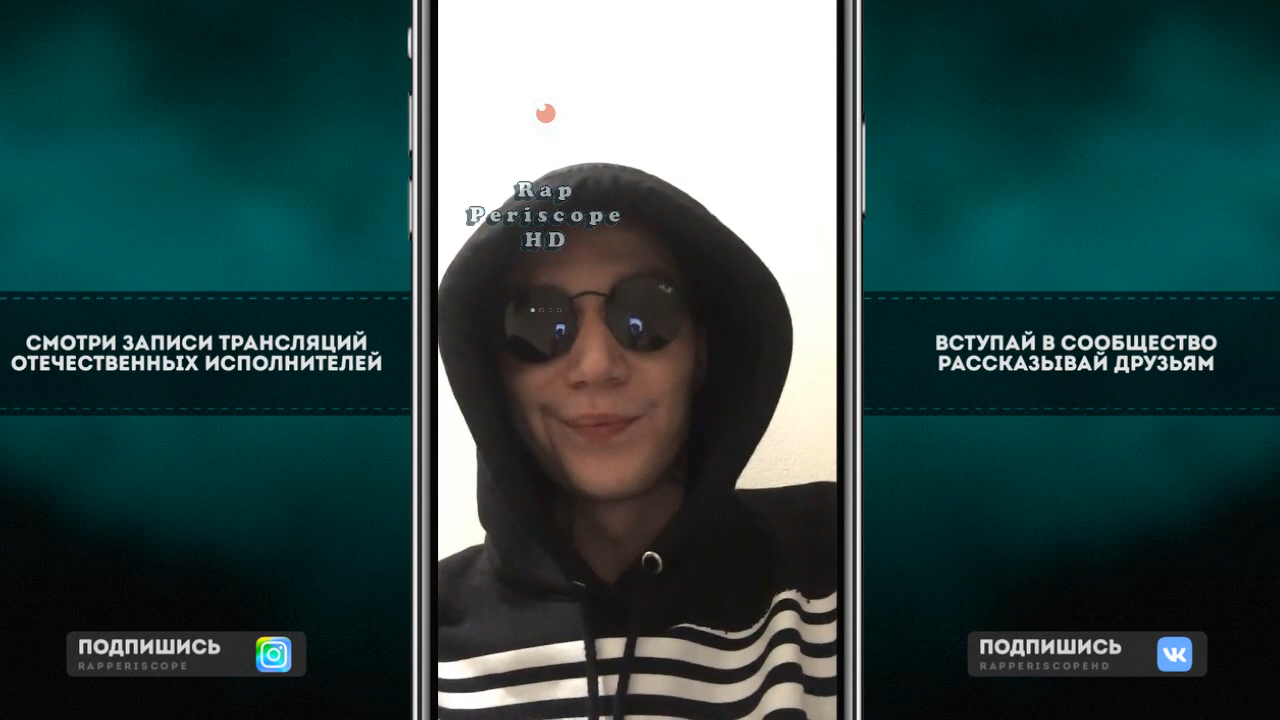 Rap
Periscope
HD
СМОТРИ ЗАПИСИ ТРАНСЛЯЦИЙ
ОТЕЧЕСТВЕННЫХ ИСПОЛНИТЕЛЕЙ
ВСТУПАЙ В СООБЩЕСТВО
РАССКАЗЫВАЙ ДРУЗЬЯМ
ПОДПИШИСЬ
RAPPERISCOPE
ПОДПИШИСЬ
RAPPERISCOPEHD